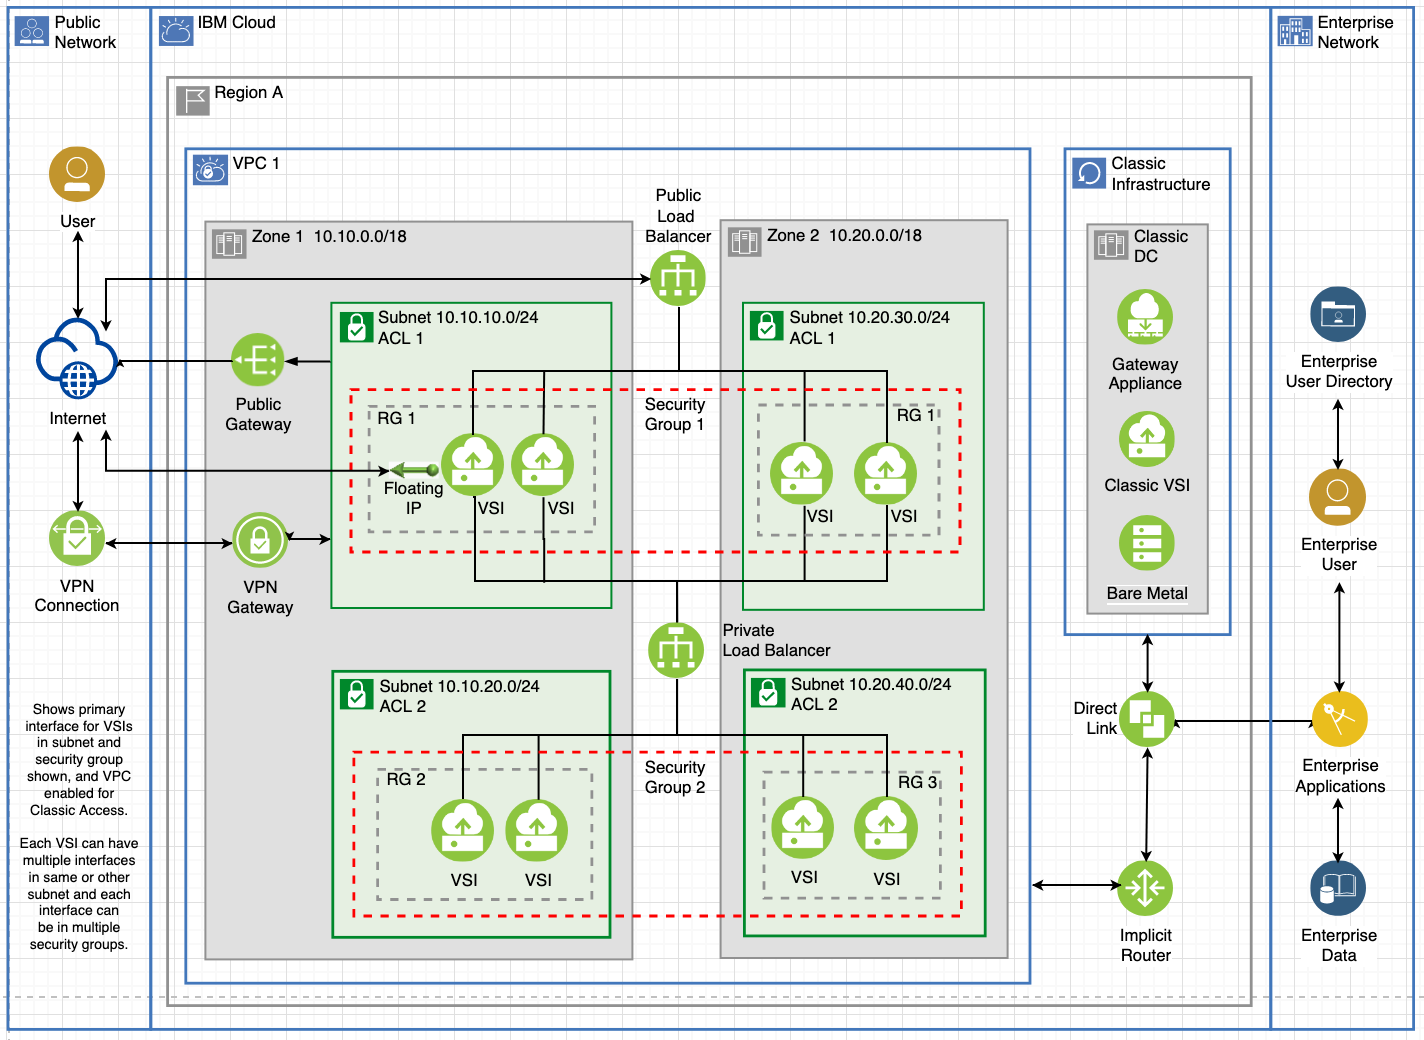 Public
Network
IBM Cloud
Enterprise
Network
Region A
VPC 1
Classic
Infrastructure
User
Public
Load
Balancer
Zone 1  10.10.0.0/18
Zone 2  10.20.0.0/18
Classic
DC
Subnet 10.10.10.0/24
ACL 1
Subnet 10.20.30.0/24
ACL 1
Internet
Public
Gateway
Gateway
Appliance
Enterprise
User Directory
RG 1
Security
Group 1
RG 1
Floating
IP
VSI
VSI
VSI
VSI
Classic VSI
Enterprise
User
VPN
Connection
VPN
Gateway
Bare Metal
Private
Load Balancer
Subnet 10.10.20.0/24
ACL 2
Subnet 10.20.40.0/24
ACL 2
Direct
Link
Shows primary
interface for VSIs
in subnet and
security group
shown, and VPC
enabled for
Classic Access.
Each VSI can have
multiple interfaces
in same or other
subnet and each
interface can
be in multiple
security groups.
RG 2
Security
Group 2
RG 3
Enterprise
Applications
VSI
VSI
VSI
VSI
Implicit
Router
Enterprise
Data